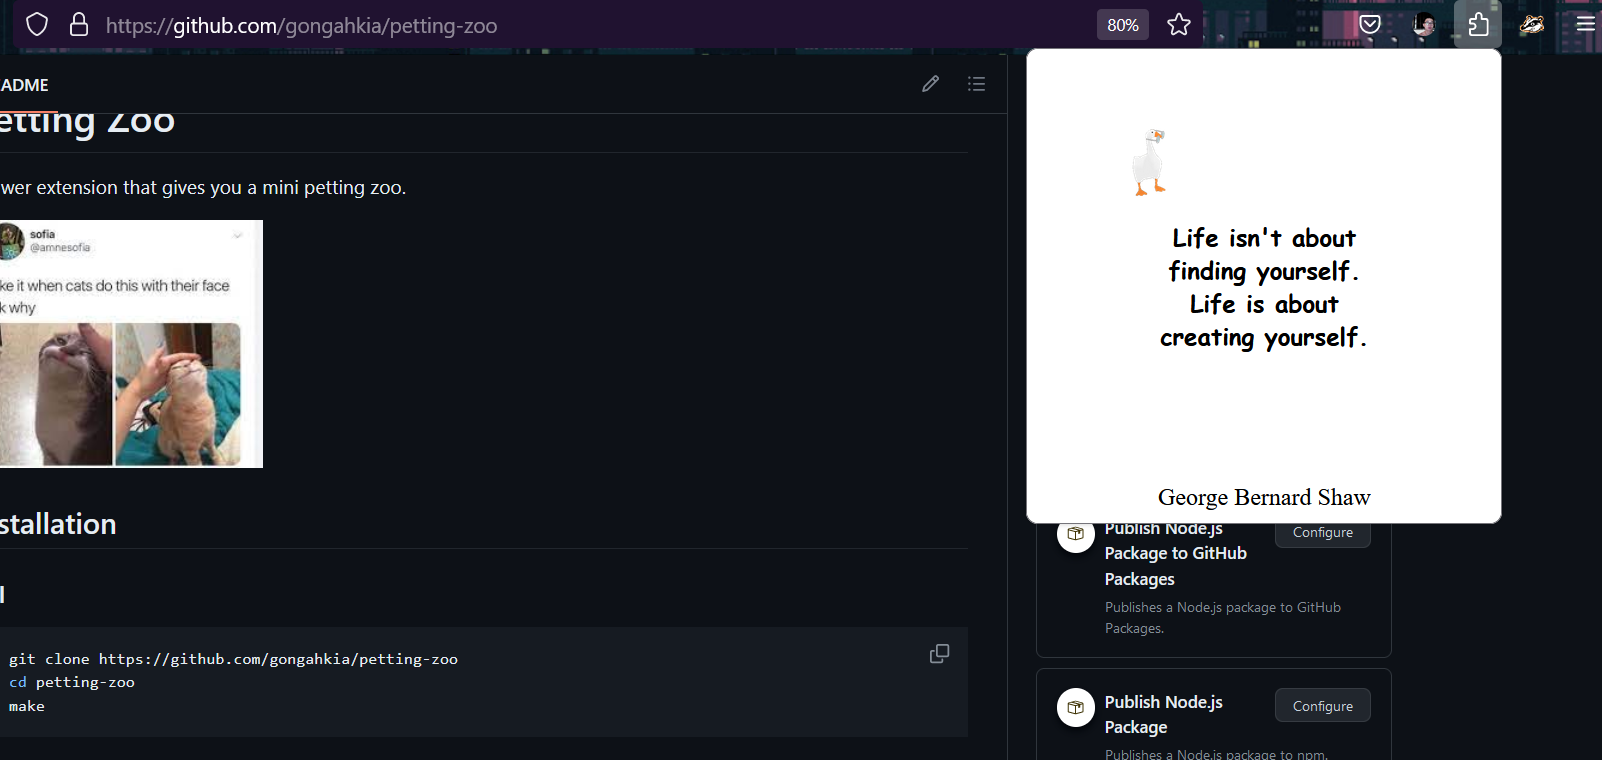 https://github.com/gongahkia/petting-zoo
80%
ADME
etting Zoo
wer extension that gives you a mini petting zoo.
sofia
@amnesofia
ke it when cats do this with their face
k why
stallation
git clone https://github.com/gongahkia/petting-zoo
cd petting-zoo
make
Life isn't about
finding yourself.
Life is about
creating yourself.
George Bernard Shaw
Publish Node.js
Package to GitHub
Packages
Configure
Publishes a Node.js package to GitHub
Packages.
Publish Node.js
Package
Configure
Publishes a Node.js package to npm.